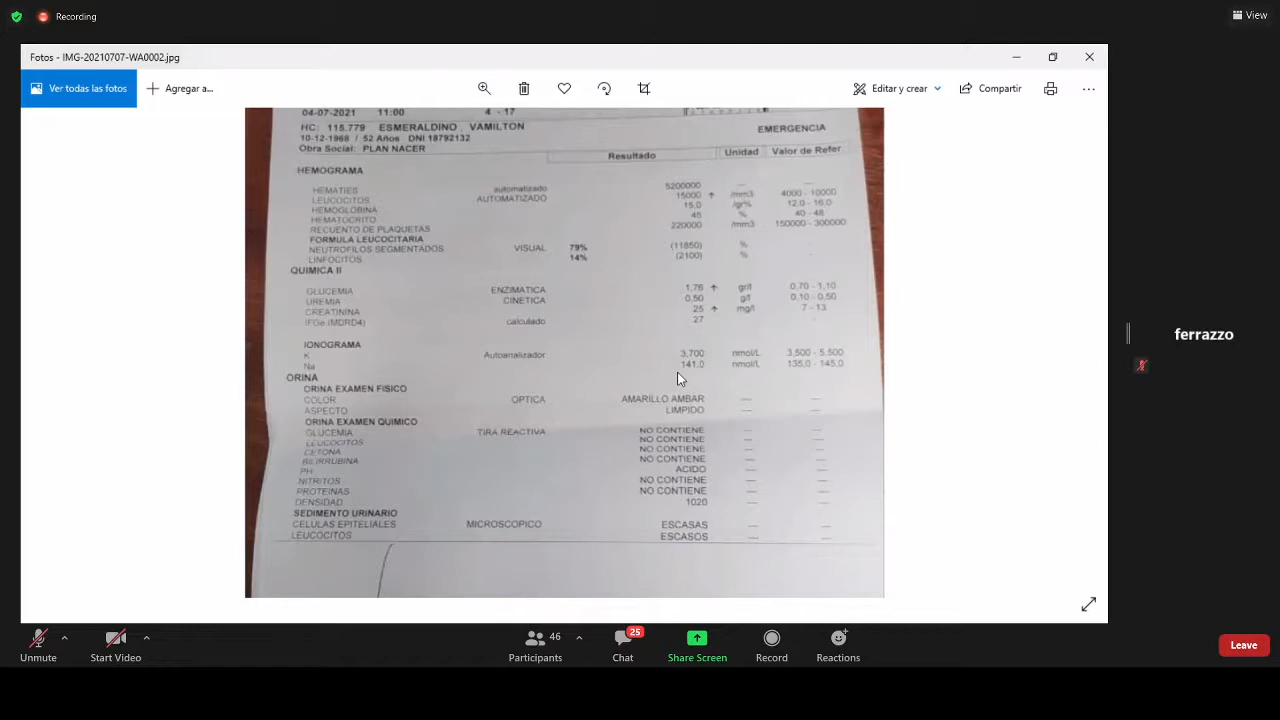 Recording
View
Fotos - IMG-20210707-WA0002.jpg
Ver todas las fotos
Agregar a...
Editar y crear
Compartir
04-07-2021 11:00 4 - 17
HC: 115.779 ESMERALDINO VAMILTON
EMERGENCIA
10-12-1968 / 52 Años DNI 18792132
Obra Social: PLAN NACER
Resultado Unidad Valor de Refer
HEMOGRAMA
HEMATIES automatizado 5200000 — —
LEUCOCITOS AUTOMATIZADO 15000 ↑ /mm3 4000 - 10000
HEMOGLOBINA 15,0 /gr% 12.0 - 16.0
HEMATOCRITO 45 % 40 - 48
RECUENTO DE PLAQUETAS 220000 /mm3 150000 - 300000
FORMULA LEUCOCITARIA
NEUTROFILOS SEGMENTADOS VISUAL 79% (11850) %
LINFOCITOS 14% (2100) %
QUIMICA II
GLUCEMIA ENZIMATICA 1,76 ↑ gr/l 0,70 - 1,10
UREMIA CINETICA 0,50 g/l 0,10 - 0,50
CREATININA 25 ↑ mg/l 7 - 13
IFGe (MDRD4) calculado 27
IONOGRAMA
K Autoanalizador 3,700 nmol/L 3,500 - 5,500
Na 141,0 nmol/L 135,0 - 145,0
ORINA
ORINA EXAMEN FISICO
COLOR OPTICA AMARILLO AMBAR — —
ASPECTO LIMPIDO — —
ORINA EXAMEN QUIMICO
GLUCEMIA TIRA REACTIVA NO CONTIENE — —
LEUCOCITOS NO CONTIENE — —
CETONA NO CONTIENE — —
BILIRRUBINA NO CONTIENE — —
PH ACIDO — —
NITRITOS NO CONTIENE — —
PROTEINAS NO CONTIENE — —
DENSIDAD 1020 — —
SEDIMENTO URINARIO
CELULAS EPITELIALES MICROSCOPICO ESCASAS — —
LEUCOCITOS ESCASOS — —
ferrazzo
46
25
Unmute
Start Video
Participants
Chat
Share Screen
Record
Reactions
Leave